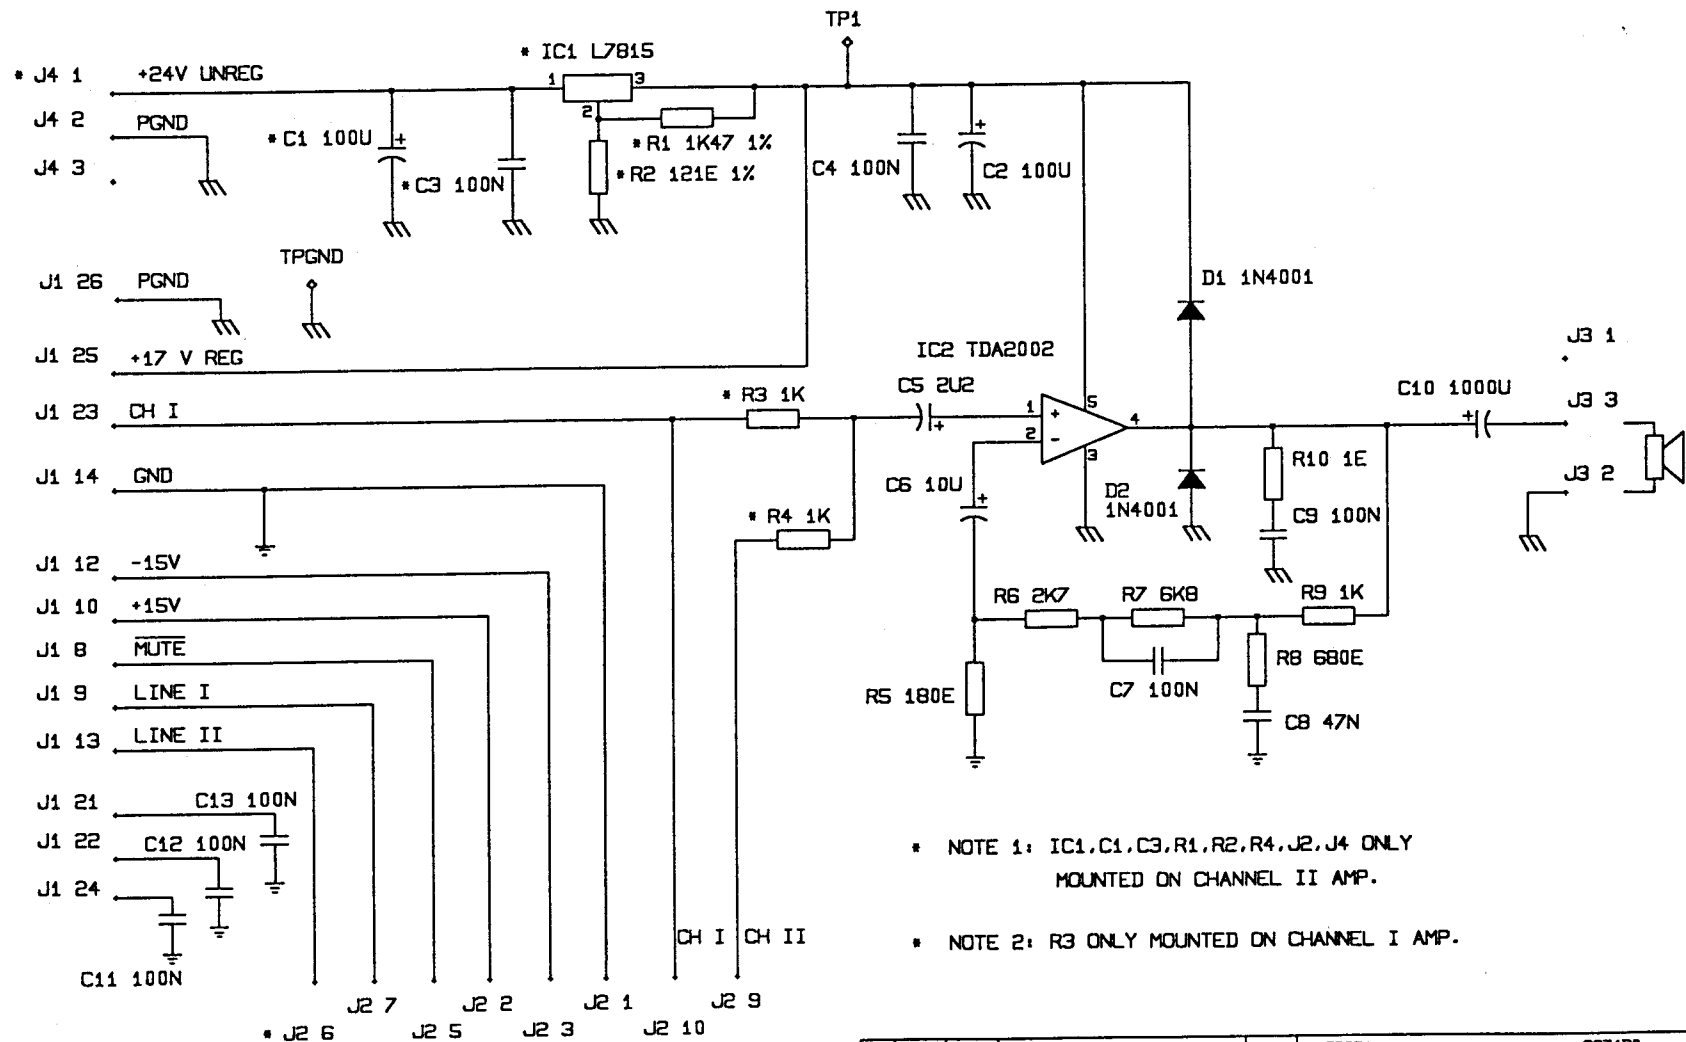 TP1
* IC1 L7815
* J4 1 +24V UNREG 1 3
J4 2 PGND 2
* C1 100U + * R1 1K47 1%
J4 3 * C3 100N * R2 121E 1% C4 100N + C2 100U
TPGND
J1 26 PGND D1 1N4001
J1 25 +17 V REG IC2 TDA2002 J3 1
J1 23 CH I * R3 1K C5 2U2 + 1 + 5 4 C10 1000U + J3 3
2 - 3
J1 14 GND C6 10U + D2 R10 1E J3 2
* R4 1K 1N4001 C9 100N
J1 12 -15V
J1 10 +15V R6 2K7 R7 6K8 R9 1K
J1 8 MUTE R8 680E
J1 9 LINE I R5 180E C7 100N
J1 13 LINE II C8 47N
J1 21 C13 100N
J1 22 C12 100N
J1 24
C11 100N
CH I CH II
* NOTE 1: IC1,C1,C3,R1,R2,R4,J2,J4 ONLY
MOUNTED ON CHANNEL II AMP.
* NOTE 2: R3 ONLY MOUNTED ON CHANNEL I AMP.
J2 7 J2 2 J2 1 J2 9
* J2 6 J2 5 J2 3 J2 10